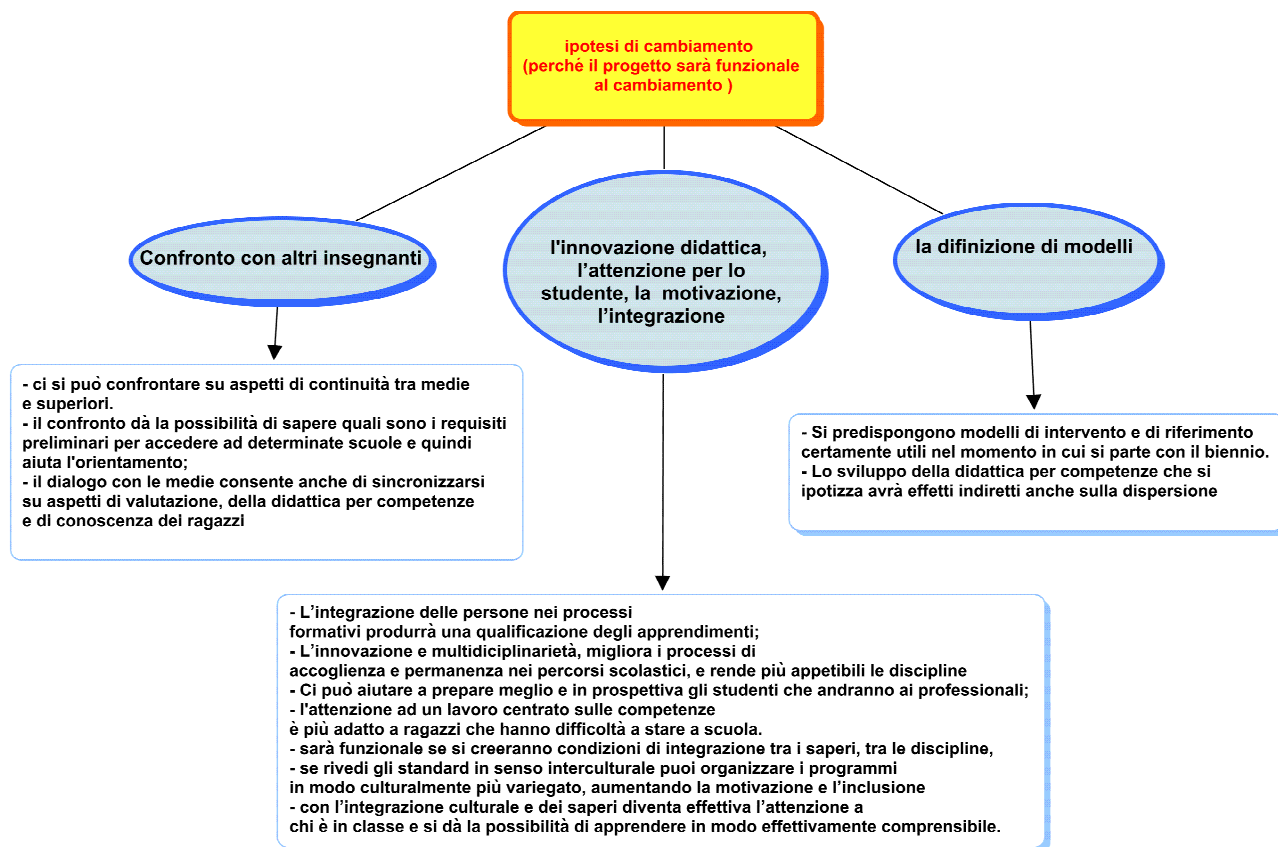 ipotesi di cambiamento
(perché il progetto sarà funzionale
al cambiamento )
Confronto con altri insegnanti
l'innovazione didattica,
l’attenzione per lo
studente, la motivazione,
l’integrazione
la difinizione di modelli
- ci si può confrontare su aspetti di continuità tra medie
e superiori.
- il confronto dà la possibilità di sapere quali sono i requisiti
preliminari per accedere ad determinate scuole e quindi
aiuta l'orientamento;
- il dialogo con le medie consente anche di sincronizzarsi
su aspetti di valutazione, della didattica per competenze
e di conoscenza dei ragazzi
- Si predispongono modelli di intervento e di riferimento
certamente utili nel momento in cui si parte con il biennio.
- Lo sviluppo della didattica per competenze che si
ipotizza avrà effetti indiretti anche sulla dispersione
- L’integrazione delle persone nei processi
formativi produrrà una qualificazione degli apprendimenti;
- L’innovazione e multidiciplinarietà, migliora i processi di
accoglienza e permanenza nei percorsi scolastici, e rende più appetibili le discipline
- Ci può aiutare a prepare meglio e in prospettiva gli studenti che andranno ai professionali;
- l'attenzione ad un lavoro centrato sulle competenze
è più adatto a ragazzi che hanno difficoltà a stare a scuola.
- sarà funzionale se si creeranno condizioni di integrazione tra i saperi, tra le discipline,
- se rivedi gli standard in senso interculturale puoi organizzare i programmi
in modo culturalmente più variegato, aumentando la motivazione e l’inclusione
- con l’integrazione culturale e dei saperi diventa effettiva l’attenzione a
chi è in classe e si dà la possibilità di apprendere in modo effettivamente comprensibile.